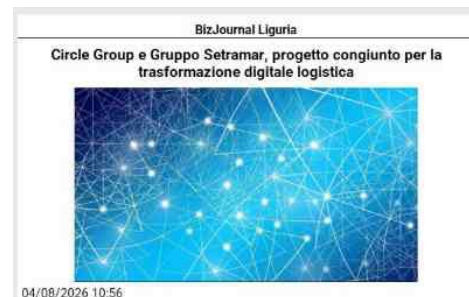 BizJournal Liguria
Circle Group e Gruppo Setramar, progetto congiunto per la
trasformazione digitale logistica
04/08/2026 10:56